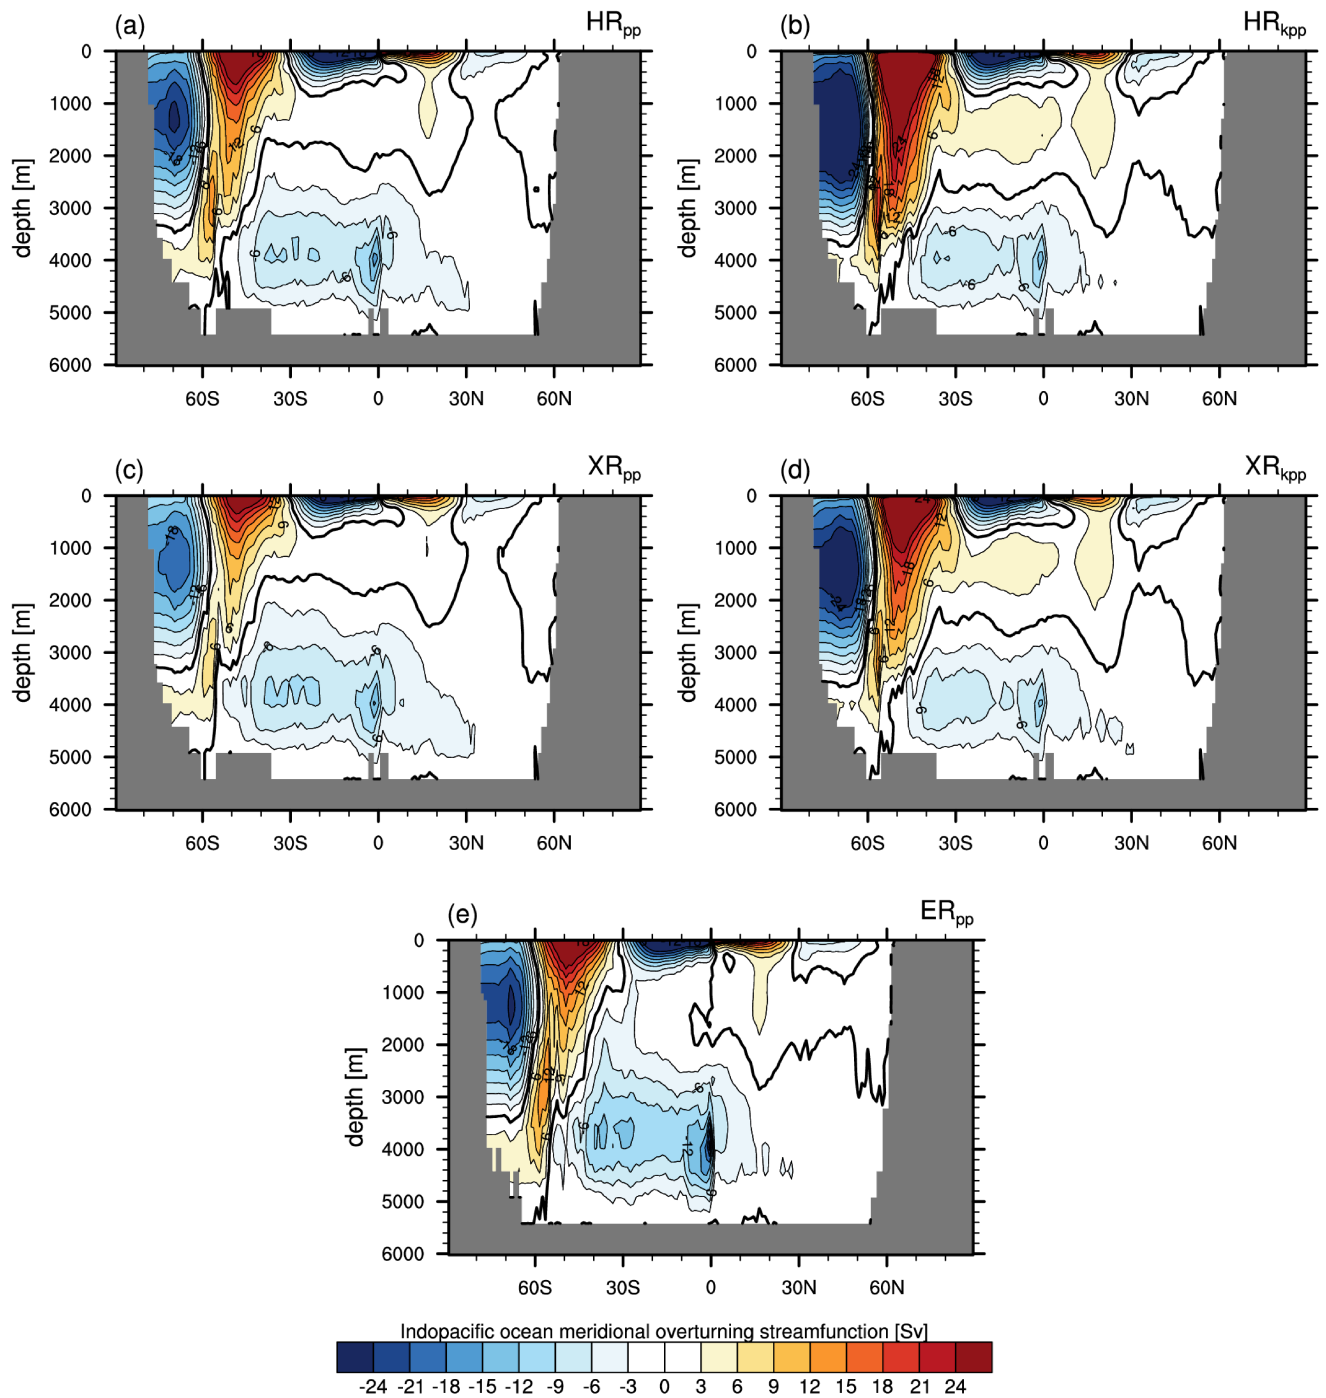 (a) HRpp
(b) HRkpp
0
1000
2000
3000
4000
5000
6000
depth [m]
60S 30S 0 30N 60N
0
1000
2000
3000
4000
5000
6000
depth [m]
60S 30S 0 30N 60N
(c) XRpp
(d) XRkpp
0
1000
2000
3000
4000
5000
6000
depth [m]
60S 30S 0 30N 60N
0
1000
2000
3000
4000
5000
6000
depth [m]
60S 30S 0 30N 60N
(e) ERpp
0
1000
2000
3000
4000
5000
6000
depth [m]
60S 30S 0 30N 60N
Indopacific ocean meridional overturning streamfunction [Sv]
-24 -21 -18 -15 -12 -9 -6 -3 0 3 6 9 12 15 18 21 24